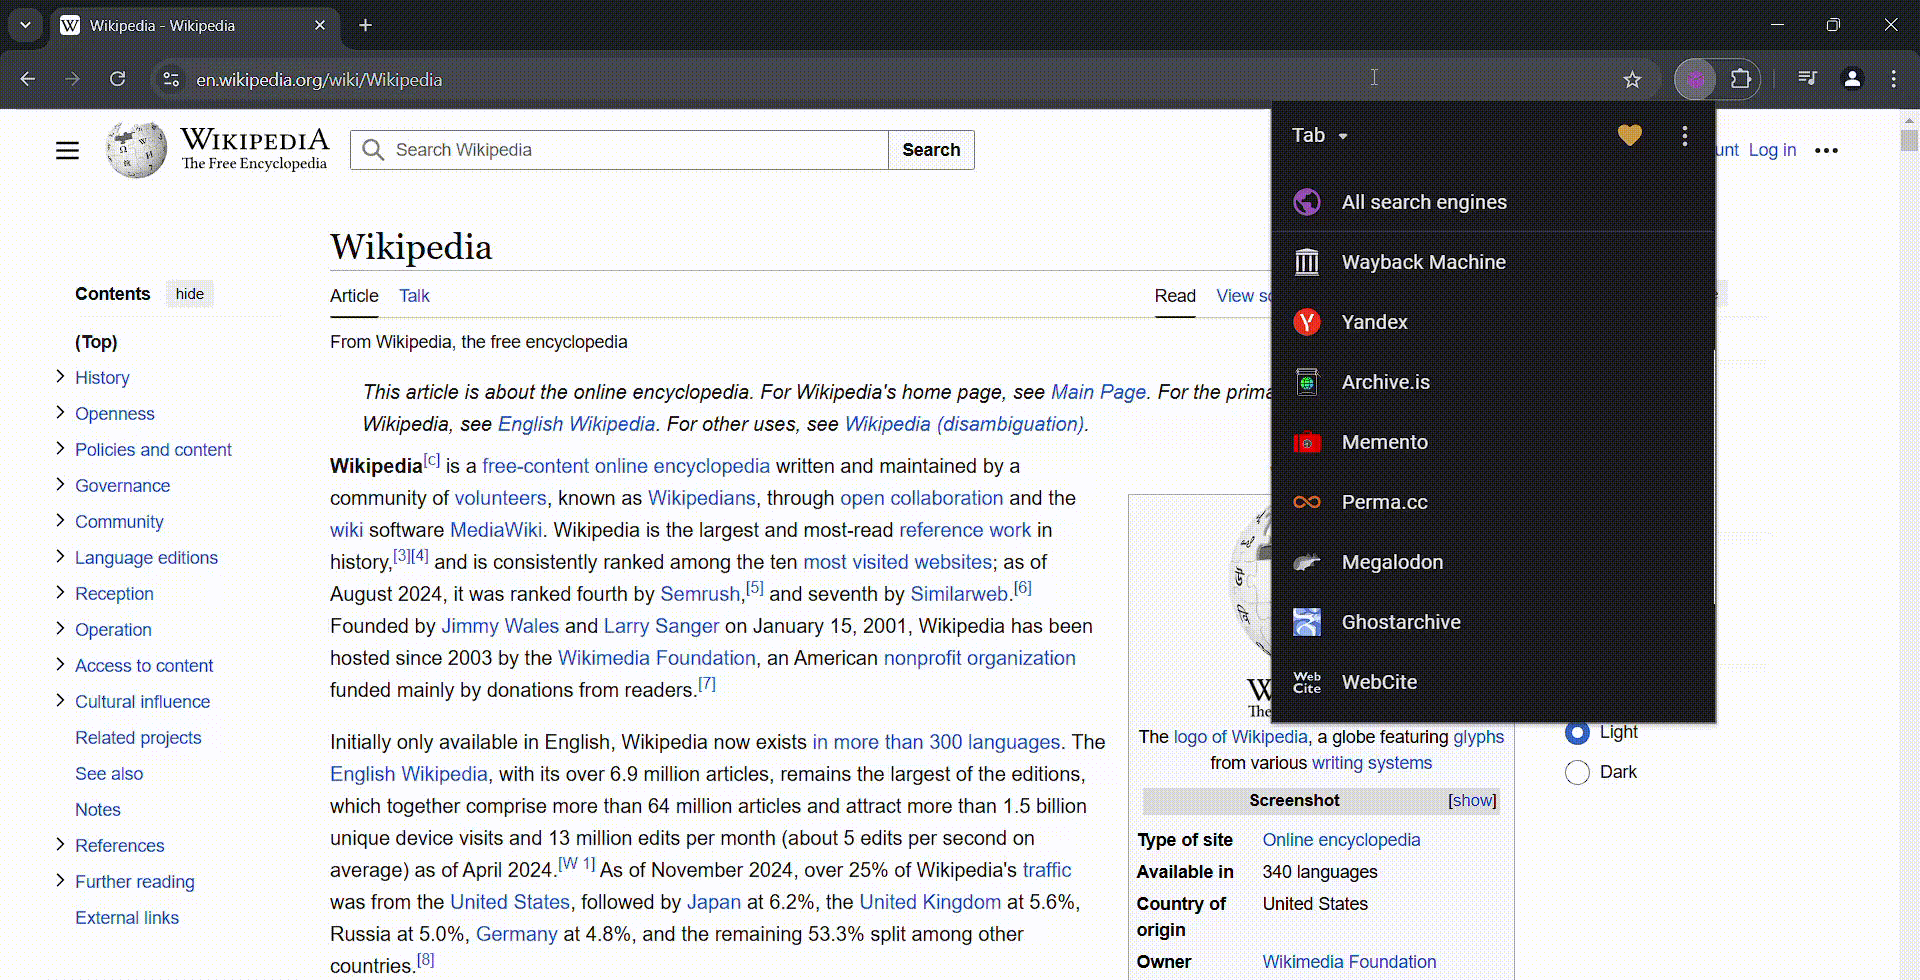 Wikipedia - Wikipedia
en.wikipedia.org/wiki/Wikipedia
WIKIPEDIA
The Free Encyclopedia
Search Wikipedia
Search
unt Log in
Tab
All search engines
Wayback Machine
Yandex
Archive.is
Memento
Perma.cc
Megalodon
Ghostarchive
Web
Cite
WebCite
Contents hide
(Top)
History
Openness
Policies and content
Governance
Community
Language editions
Reception
Operation
Access to content
Cultural influence
Related projects
See also
Notes
References
Further reading
External links
Wikipedia
Article Talk
Read View so
From Wikipedia, the free encyclopedia
This article is about the online encyclopedia. For Wikipedia's home page, see Main Page. For the prima
Wikipedia, see English Wikipedia. For other uses, see Wikipedia (disambiguation).
Wikipedia[c] is a free-content online encyclopedia written and maintained by a
community of volunteers, known as Wikipedians, through open collaboration and the
wiki software MediaWiki. Wikipedia is the largest and most-read reference work in
history,[3][4] and is consistently ranked among the ten most visited websites; as of
August 2024, it was ranked fourth by Semrush,[5] and seventh by Similarweb.[6]
Founded by Jimmy Wales and Larry Sanger on January 15, 2001, Wikipedia has been
hosted since 2003 by the Wikimedia Foundation, an American nonprofit organization
funded mainly by donations from readers.[7]
Initially only available in English, Wikipedia now exists in more than 300 languages. The
English Wikipedia, with its over 6.9 million articles, remains the largest of the editions,
which together comprise more than 64 million articles and attract more than 1.5 billion
unique device visits and 13 million edits per month (about 5 edits per second on
average) as of April 2024.[W 1] As of November 2024, over 25% of Wikipedia's traffic
was from the United States, followed by Japan at 6.2%, the United Kingdom at 5.6%,
Russia at 5.0%, Germany at 4.8%, and the remaining 53.3% split among other
countries.[8]
W
The
The logo of Wikipedia, a globe featuring glyphs
from various writing systems
Screenshot [show]
Type of site Online encyclopedia
Available in 340 languages
Country of United States
origin
Owner Wikimedia Foundation
Light
Dark